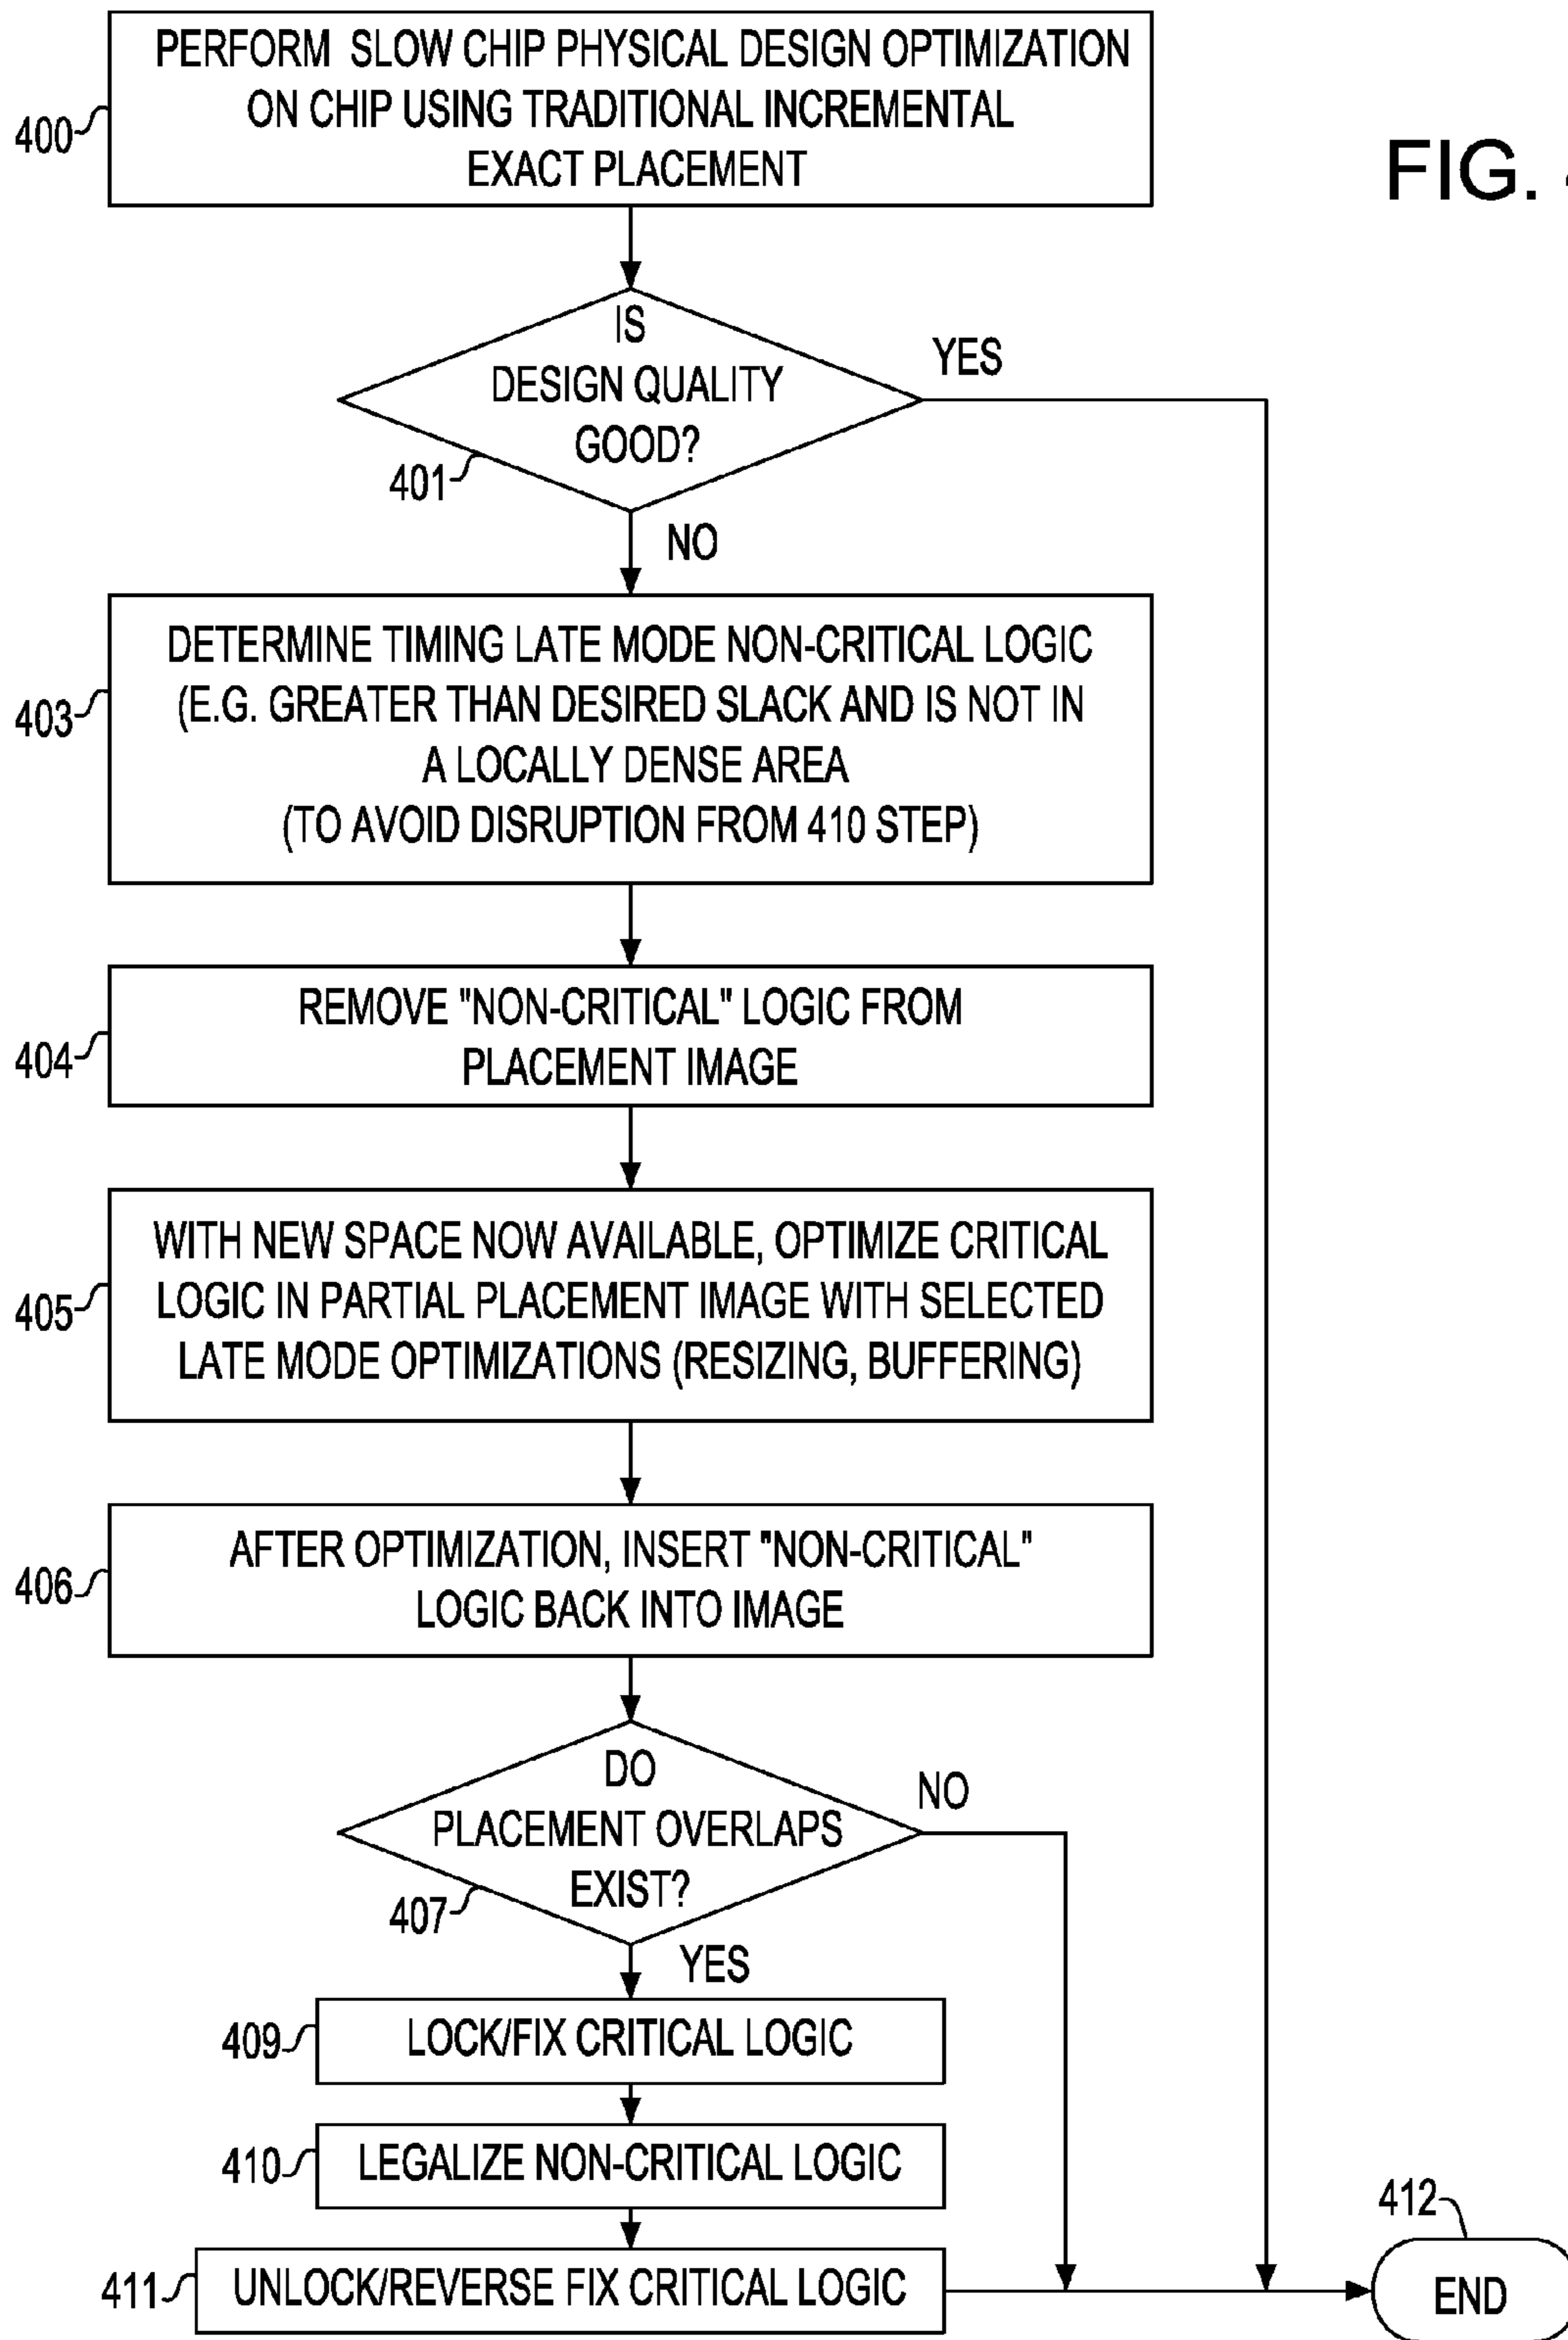 PERFORM SLOW CHIP PHYSICAL DESIGN OPTIMIZATION
ON CHIP USING TRADITIONAL INCREMENTAL
EXACT PLACEMENT
400
FIG.
IS
DESIGN QUALITY
GOOD?
YES
401
NO
DETERMINE TIMING LATE MODE NON-CRITICAL LOGIC
(E.G. GREATER THAN DESIRED SLACK AND IS NOT IN
A LOCALLY DENSE AREA
(TO AVOID DISRUPTION FROM 410 STEP)
403
REMOVE "NON-CRITICAL" LOGIC FROM
PLACEMENT IMAGE
404
WITH NEW SPACE NOW AVAILABLE, OPTIMIZE CRITICAL
LOGIC IN PARTIAL PLACEMENT IMAGE WITH SELECTED
LATE MODE OPTIMIZATIONS (RESIZING, BUFFERING)
405
AFTER OPTIMIZATION, INSERT "NON-CRITICAL"
LOGIC BACK INTO IMAGE
406
DO
PLACEMENT OVERLAPS
EXIST?
NO
407
YES
409
LOCK/FIX CRITICAL LOGIC
410
LEGALIZE NON-CRITICAL LOGIC
411
UNLOCK/REVERSE FIX CRITICAL LOGIC
412
END